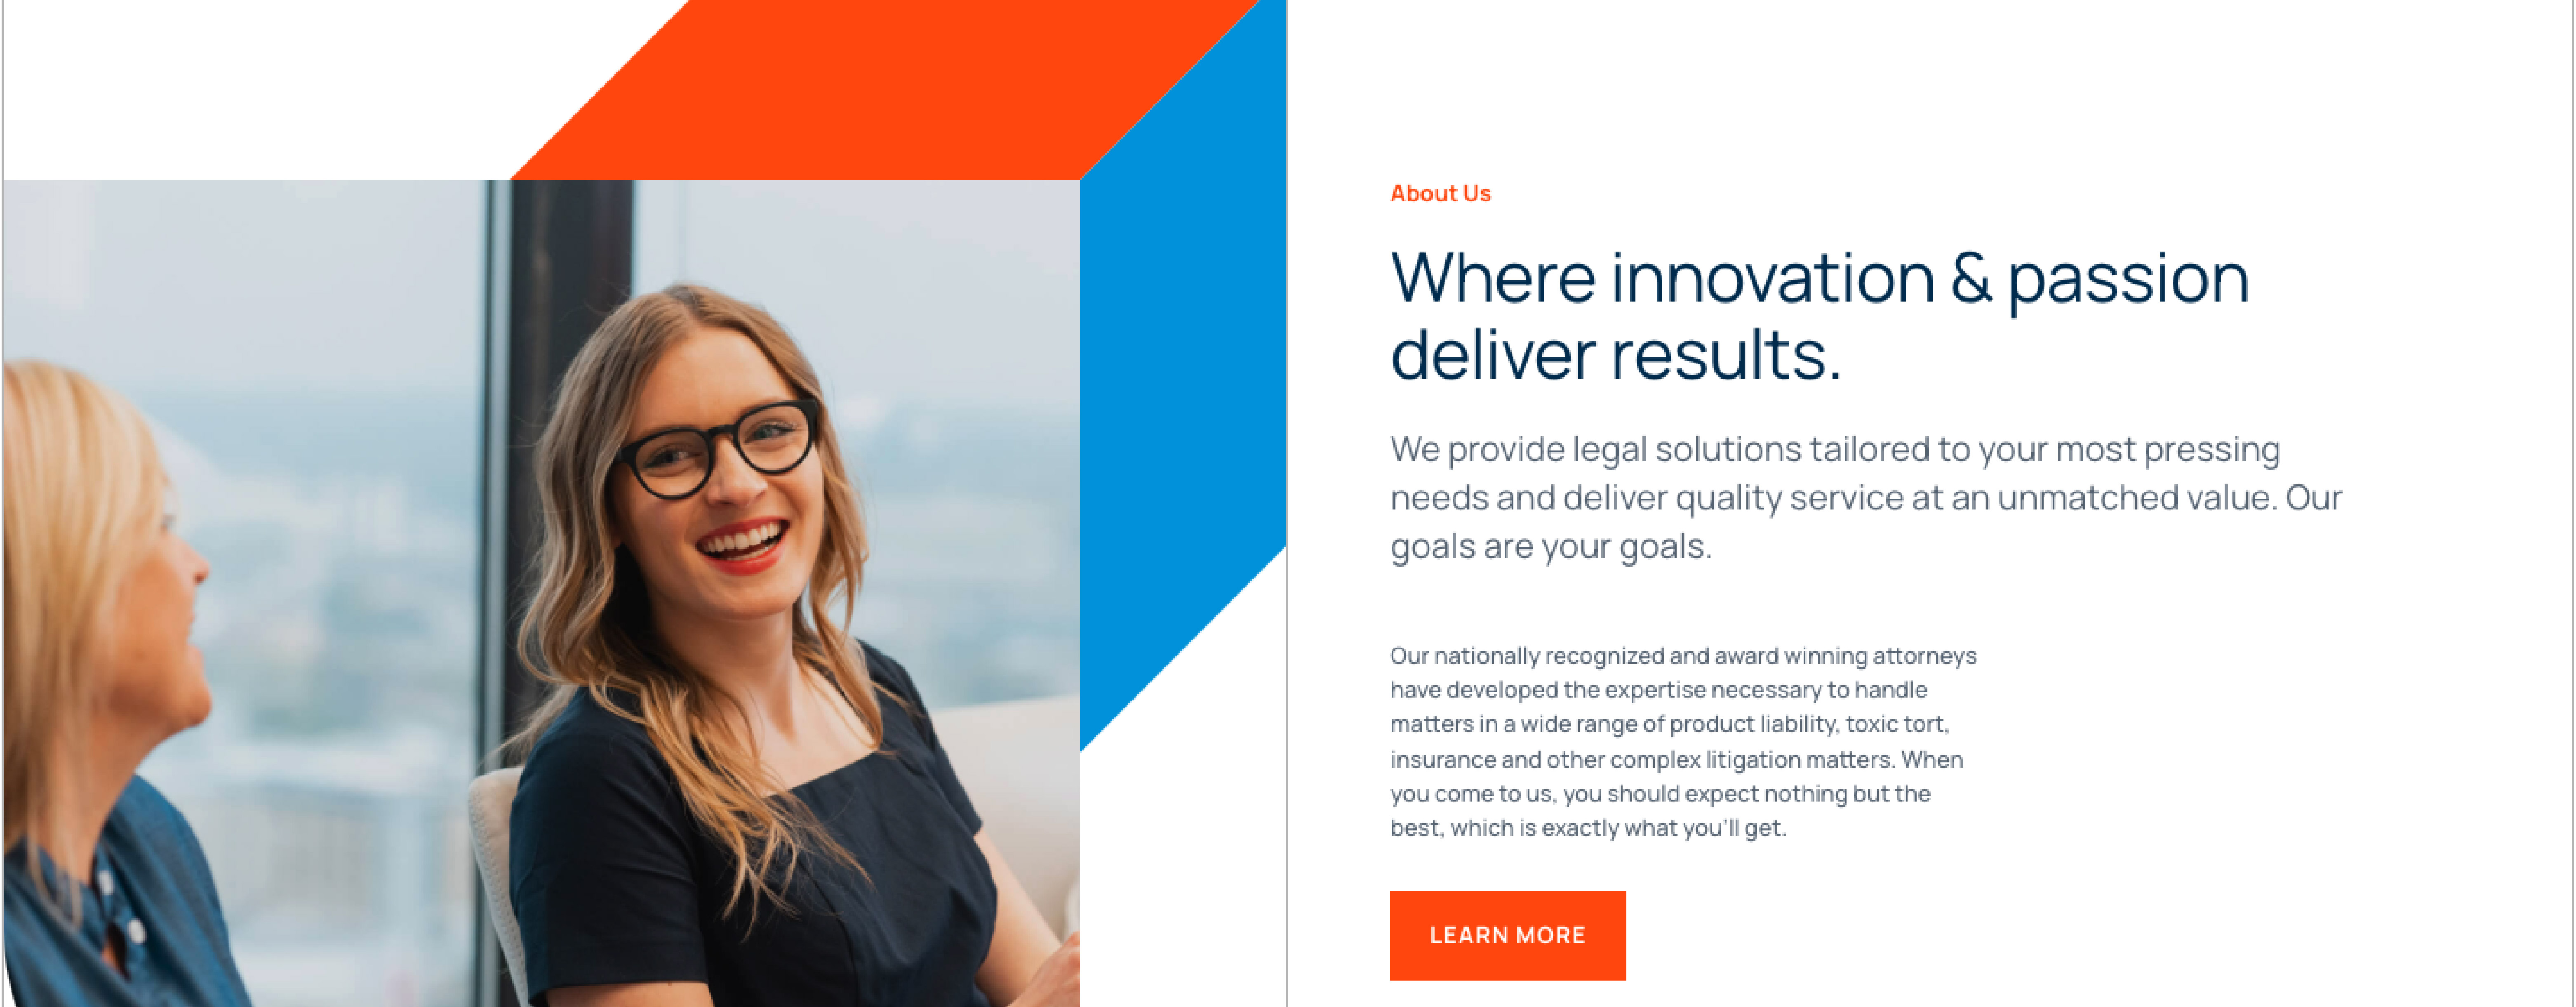 About Us
Where innovation & passion
deliver results.
We provide legal solutions tailored to your most pressing
needs and deliver quality service at an unmatched value. Our
goals are your goals.
Our nationally recognized and award winning attorneys
have developed the expertise necessary to handle
matters in a wide range of product liability, toxic tort,
insurance and other complex litigation matters. When
you come to us, you should expect nothing but the
best, which is exactly what you'll get.
LEARN MORE